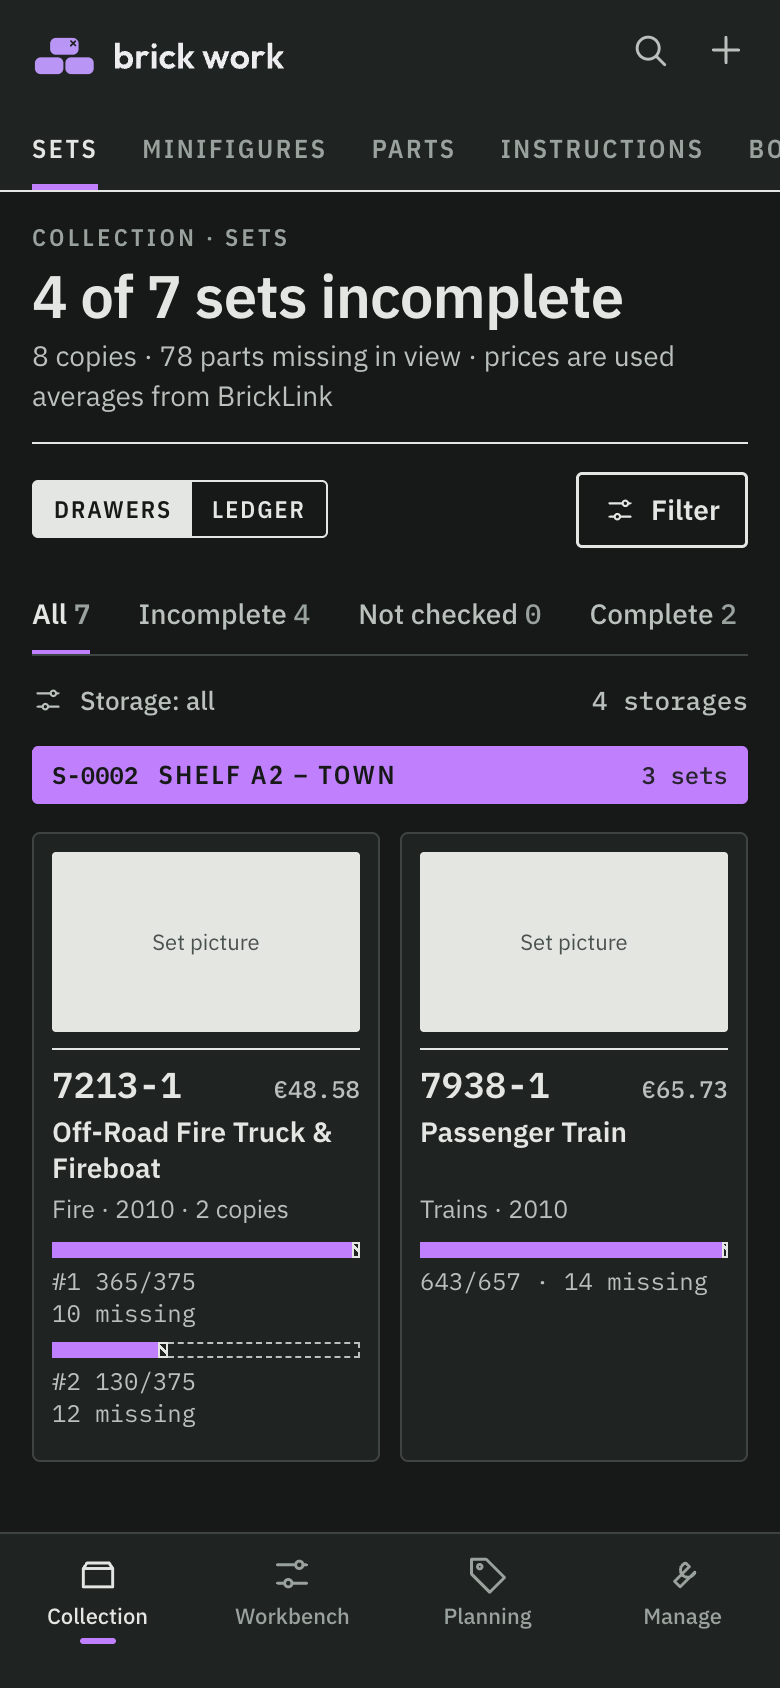 brick work
SETS MINIFIGURES PARTS INSTRUCTIONS BO
COLLECTION · SETS
4 of 7 sets incomplete
8 copies · 78 parts missing in view · prices are used
averages from BrickLink
DRAWERS LEDGER Filter
All 7 Incomplete 4 Not checked 0 Complete 2
Storage: all 4 storages
S-0002 SHELF A2 – TOWN 3 sets
Set picture
7213-1 €48.58
Off-Road Fire Truck &
Fireboat
Fire · 2010 · 2 copies
#1 365/375
10 missing
#2 130/375
12 missing
Set picture
7938-1 €65.73
Passenger Train
Trains · 2010
643/657 · 14 missing
Collection Workbench Planning Manage